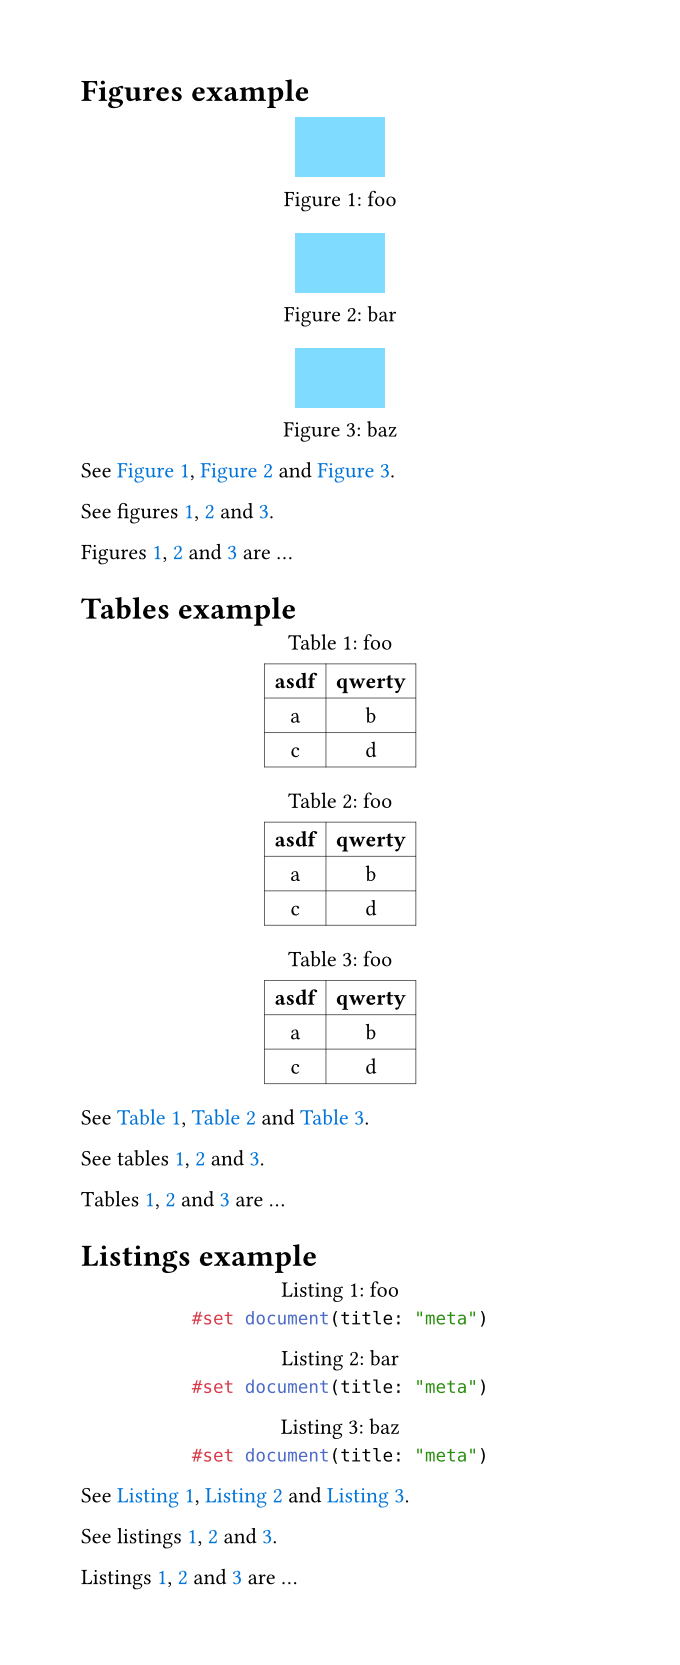 Figures example
Figure 1: foo
Figure 2: bar
Figure 3: baz
See Figure 1, Figure 2 and Figure 3.
See figures 1, 2 and 3.
Figures 1, 2 and 3 are …
Tables example
Table 1: foo
asdf qwerty
a b
c d
Table 2: foo
asdf qwerty
a b
c d
Table 3: foo
asdf qwerty
a b
c d
See Table 1, Table 2 and Table 3.
See tables 1, 2 and 3.
Tables 1, 2 and 3 are …
Listings example
Listing 1: foo
#set document(title: "meta")
Listing 2: bar
#set document(title: "meta")
Listing 3: baz
#set document(title: "meta")
See Listing 1, Listing 2 and Listing 3.
See listings 1, 2 and 3.
Listings 1, 2 and 3 are …